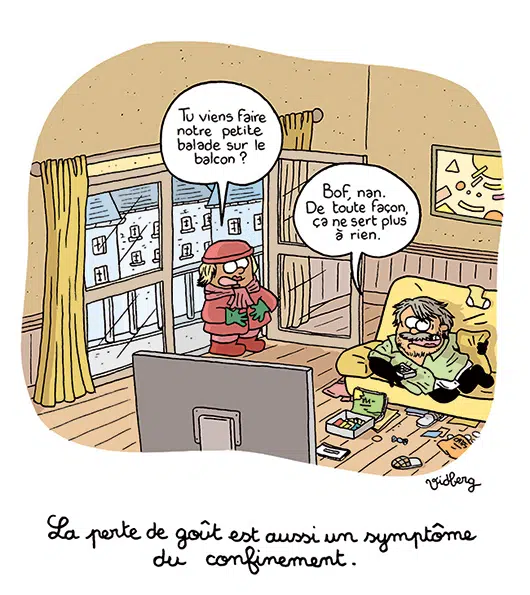 Tu viens faire
notre petite
balade sur le
balcon ?
Bof, nan.
De toute façon,
ça ne sert plus
à rien.
Vidberg
La perte de goût est aussi un symptôme
du confinement.